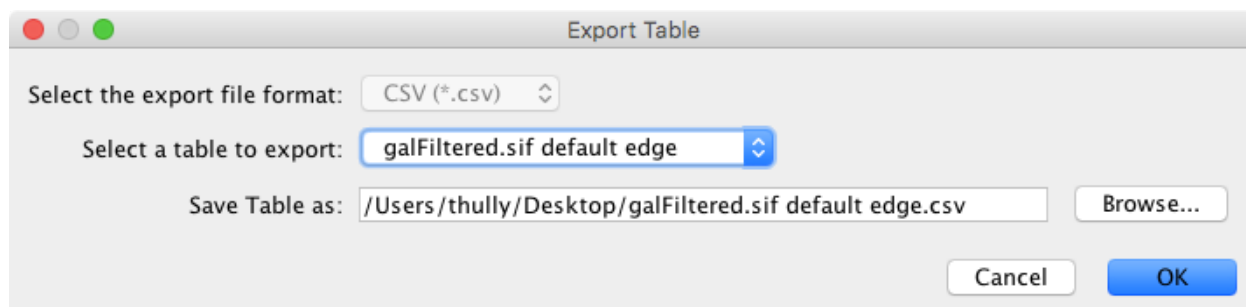 Export Table
Select the export file format: CSV (*.csv)
Select a table to export: galFiltered.sif default edge
Save Table as: /Users/thully/Desktop/galFiltered.sif default edge.csv Browse...
Cancel OK